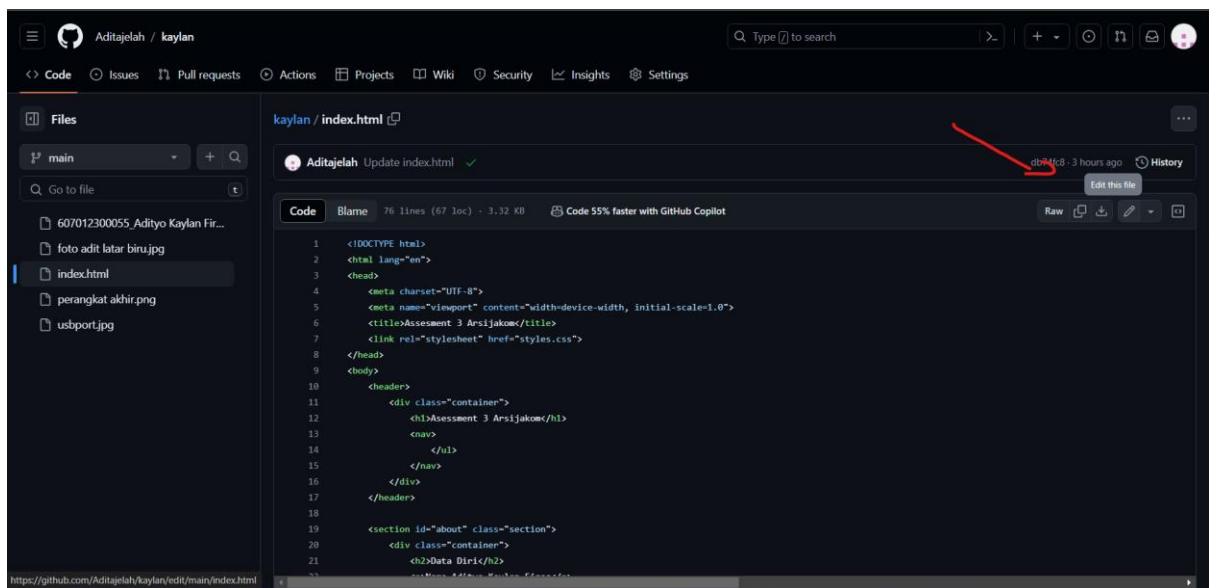 Aditajelah / kaylan
Type / to search
Code Issues Pull requests Actions Projects Wiki Security Insights Settings
Files
main
Go to file t
607012300055_Adityo Kaylan Fir...
foto adit latar biru.jpg
index.html
perangkat akhir.png
usbport.jpg
kaylan / index.html
Aditajelah Update index.html
3 hours ago History
Edit this file
Code Blame 76 lines (67 loc) · 3.32 KB Code 55% faster with GitHub Copilot
Raw
1 <!DOCTYPE html>
2 <html lang="en">
3 <head>
4 <meta charset="UTF-8">
5 <meta name="viewport" content="width=device-width, initial-scale=1.0">
6 <title>Assesment 3 Arsijakom</title>
7 <link rel="stylesheet" href="styles.css">
8 </head>
9 <body>
10 <header>
11 <div class="container">
12 <h1>Asessment 3 Arsijakom</h1>
13 <nav>
14 </ul>
15 </nav>
16 </div>
17 </header>
18
19 <section id="about" class="section">
20 <div class="container">
21 <h2>Data Diri</h2>
https://github.com/Aditajelah/kaylan/edit/main/index.html